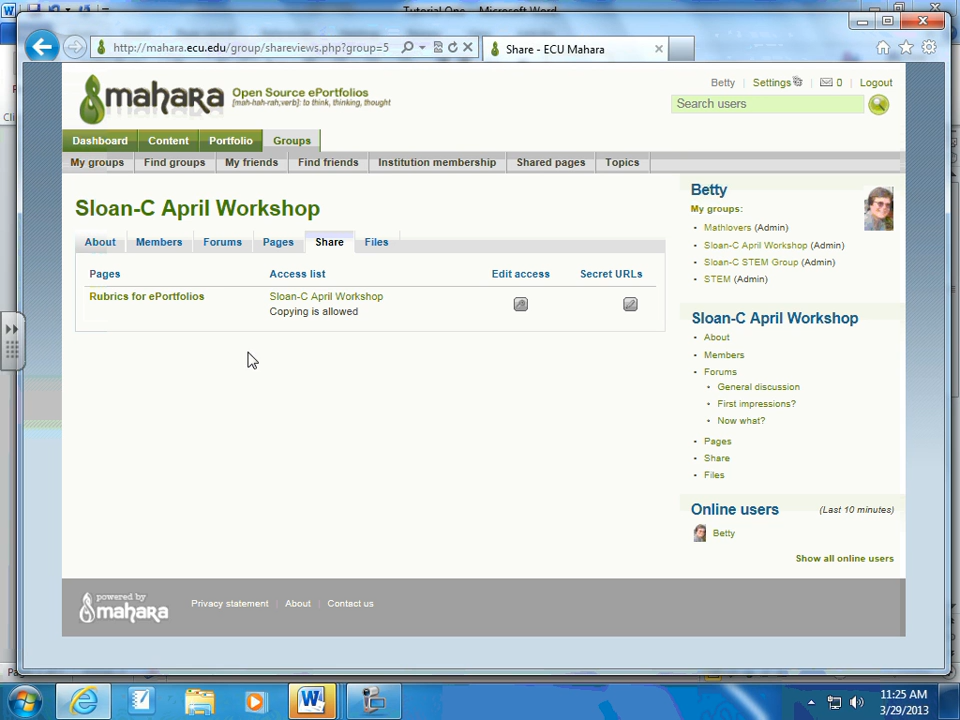 Tutorial One - Microsoft Word
http://mahara.ecu.edu/group/shareviews.php?group=5
Share - ECU Mahara
mahara
Open Source ePortfolios
[mah-hah-rah,verb]: to think, thinking, thought
Betty | Settings | 0 | Logout
Search users
Dashboard Content Portfolio Groups
My groups Find groups My friends Find friends Institution membership Shared pages Topics
Sloan-C April Workshop
About Members Forums Pages Share Files
Pages Access list Edit access Secret URLs
Rubrics for ePortfolios Sloan-C April Workshop
Copying is allowed
Betty
My groups:
Mathlovers (Admin)
Sloan-C April Workshop (Admin)
Sloan-C STEM Group (Admin)
STEM (Admin)
Sloan-C April Workshop
About
Members
Forums
General discussion
First impressions?
Now what?
Pages
Share
Files
Online users (Last 10 minutes)
Betty
Show all online users
powered by
mahara
Privacy statement | About | Contact us
11:25 AM
3/29/2013